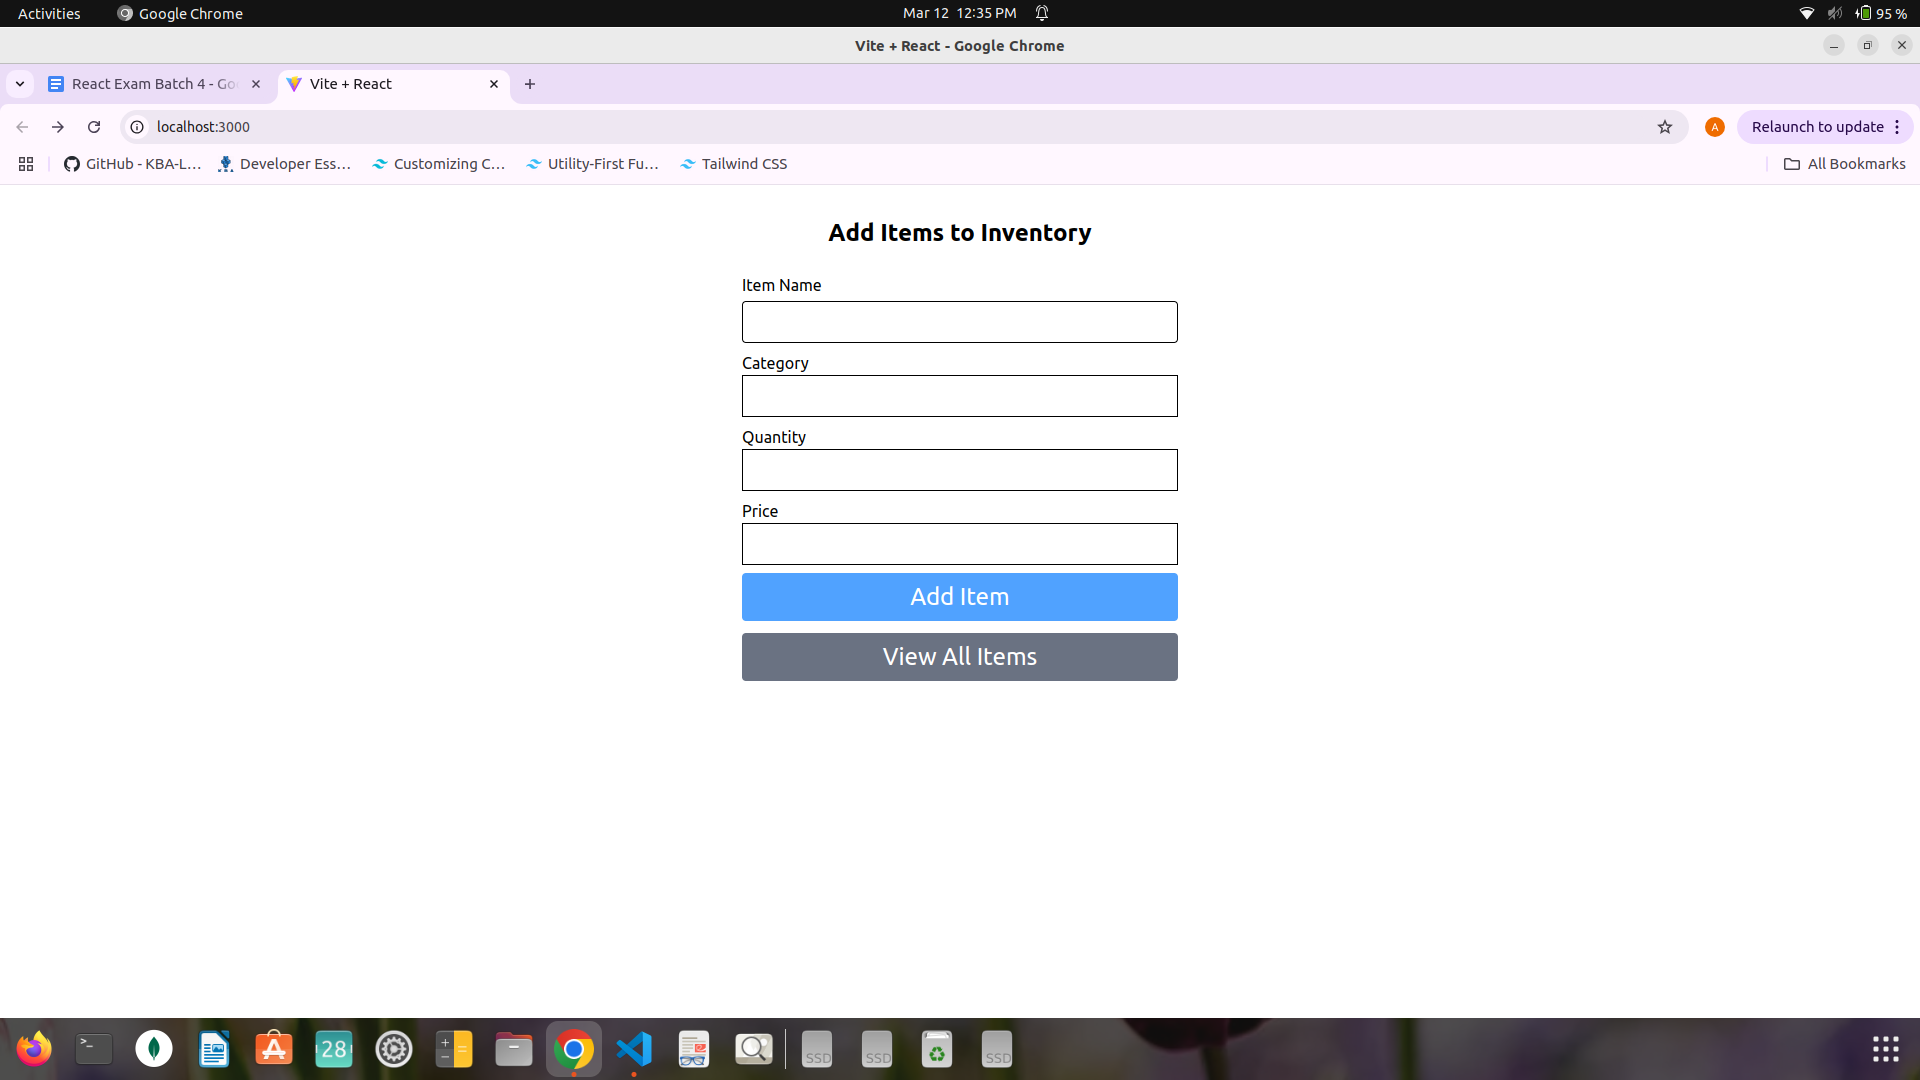 Activities
Google Chrome
Mar 12 12:35 PM
95 %
Vite + React - Google Chrome
React Exam Batch 4 - Go
Vite + React
localhost:3000
A
Relaunch to update
GitHub - KBA-L...
Developer Ess...
Customizing C...
Utility-First Fu...
Tailwind CSS
All Bookmarks
Add Items to Inventory
Item Name
Category
Quantity
Price
Add Item
View All Items
28
SSD
SSD
SSD